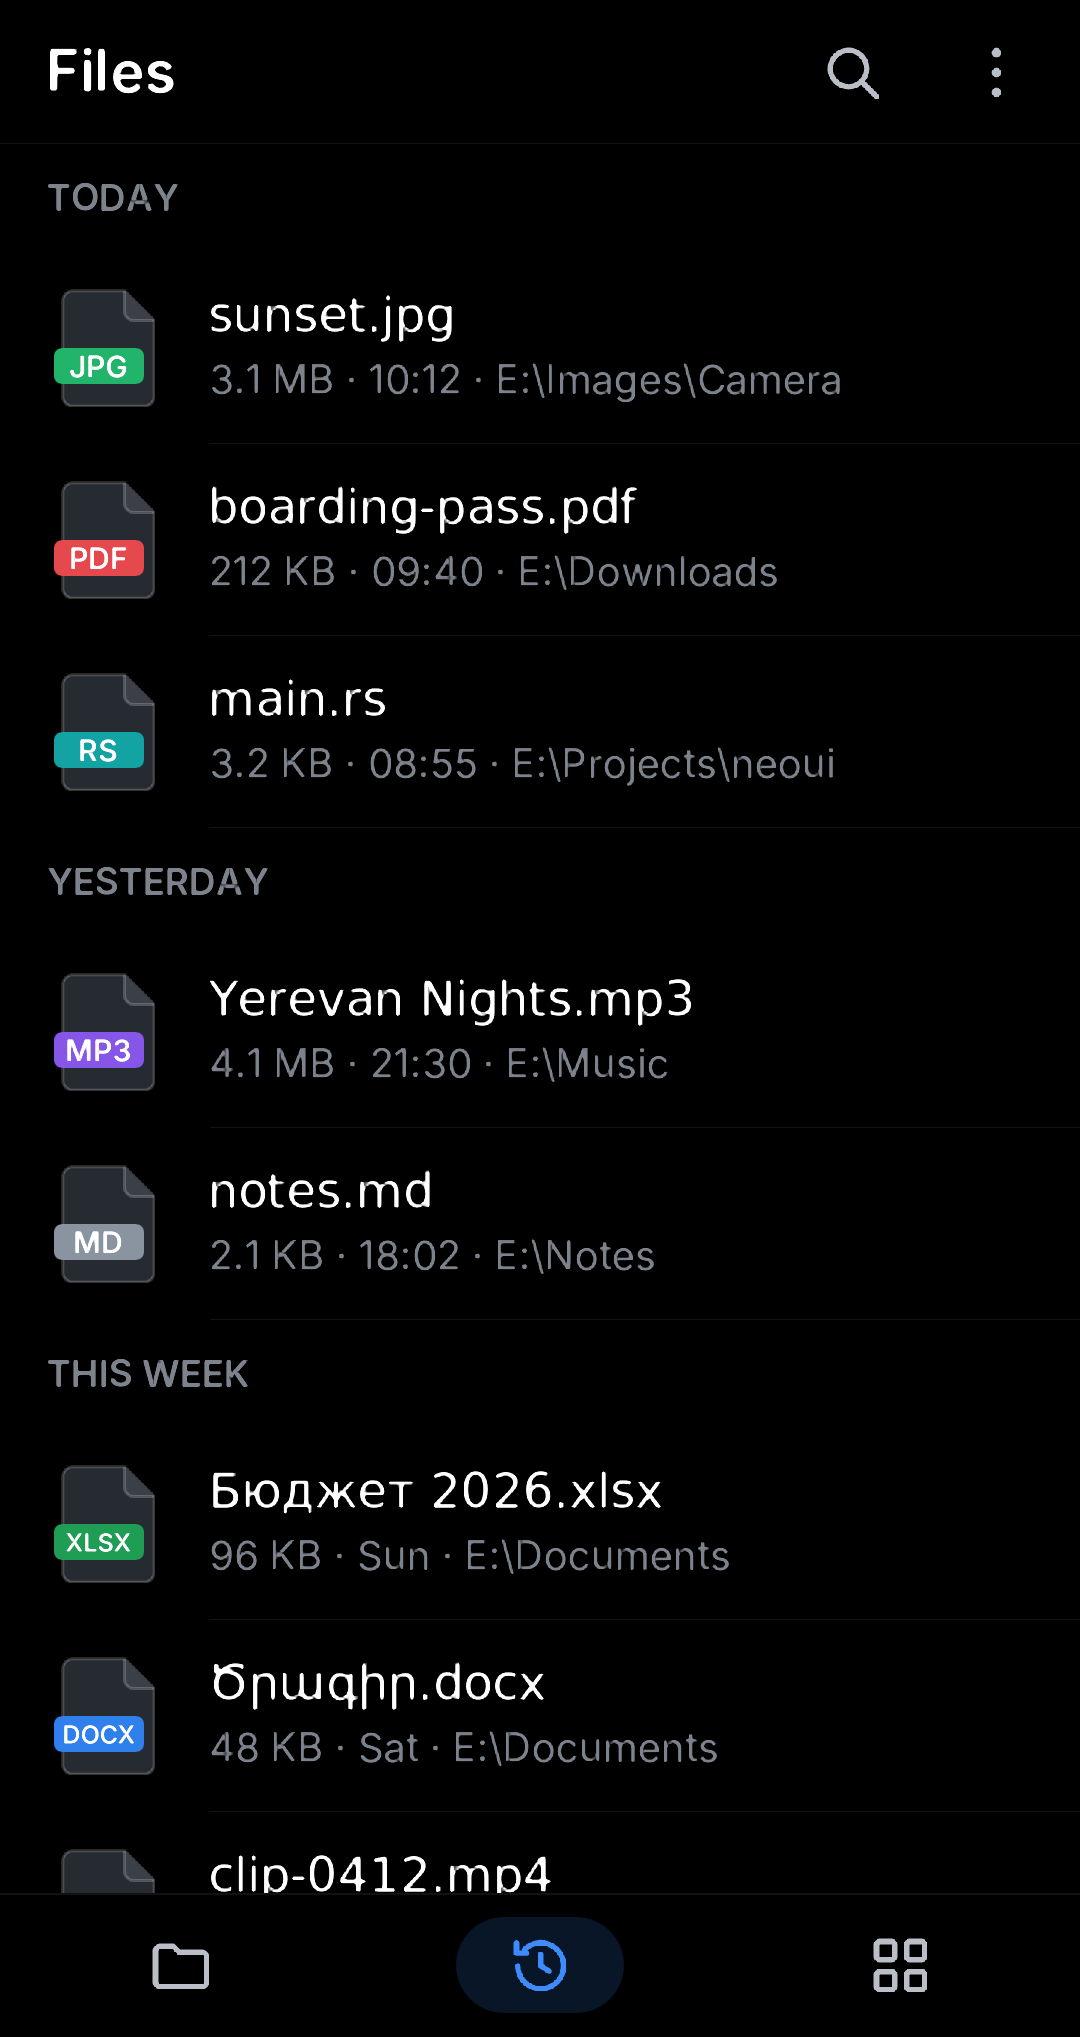 Files
TODAY
sunset.jpg
JPG
3.1 MB · 10:12 · E:\Images\Camera
boarding-pass.pdf
PDF
212 KB · 09:40 · E:\Downloads
main.rs
RS
3.2 KB · 08:55 · E:\Projects\neoui
YESTERDAY
Yerevan Nights.mp3
MP3
4.1 MB · 21:30 · E:\Music
notes.md
MD
2.1 KB · 18:02 · E:\Notes
THIS WEEK
Бюджет 2026.xlsx
XLSX
96 KB · Sun · E:\Documents
Ծրագիր.docx
DOCX
48 KB · Sat · E:\Documents
clip-0412.mp4